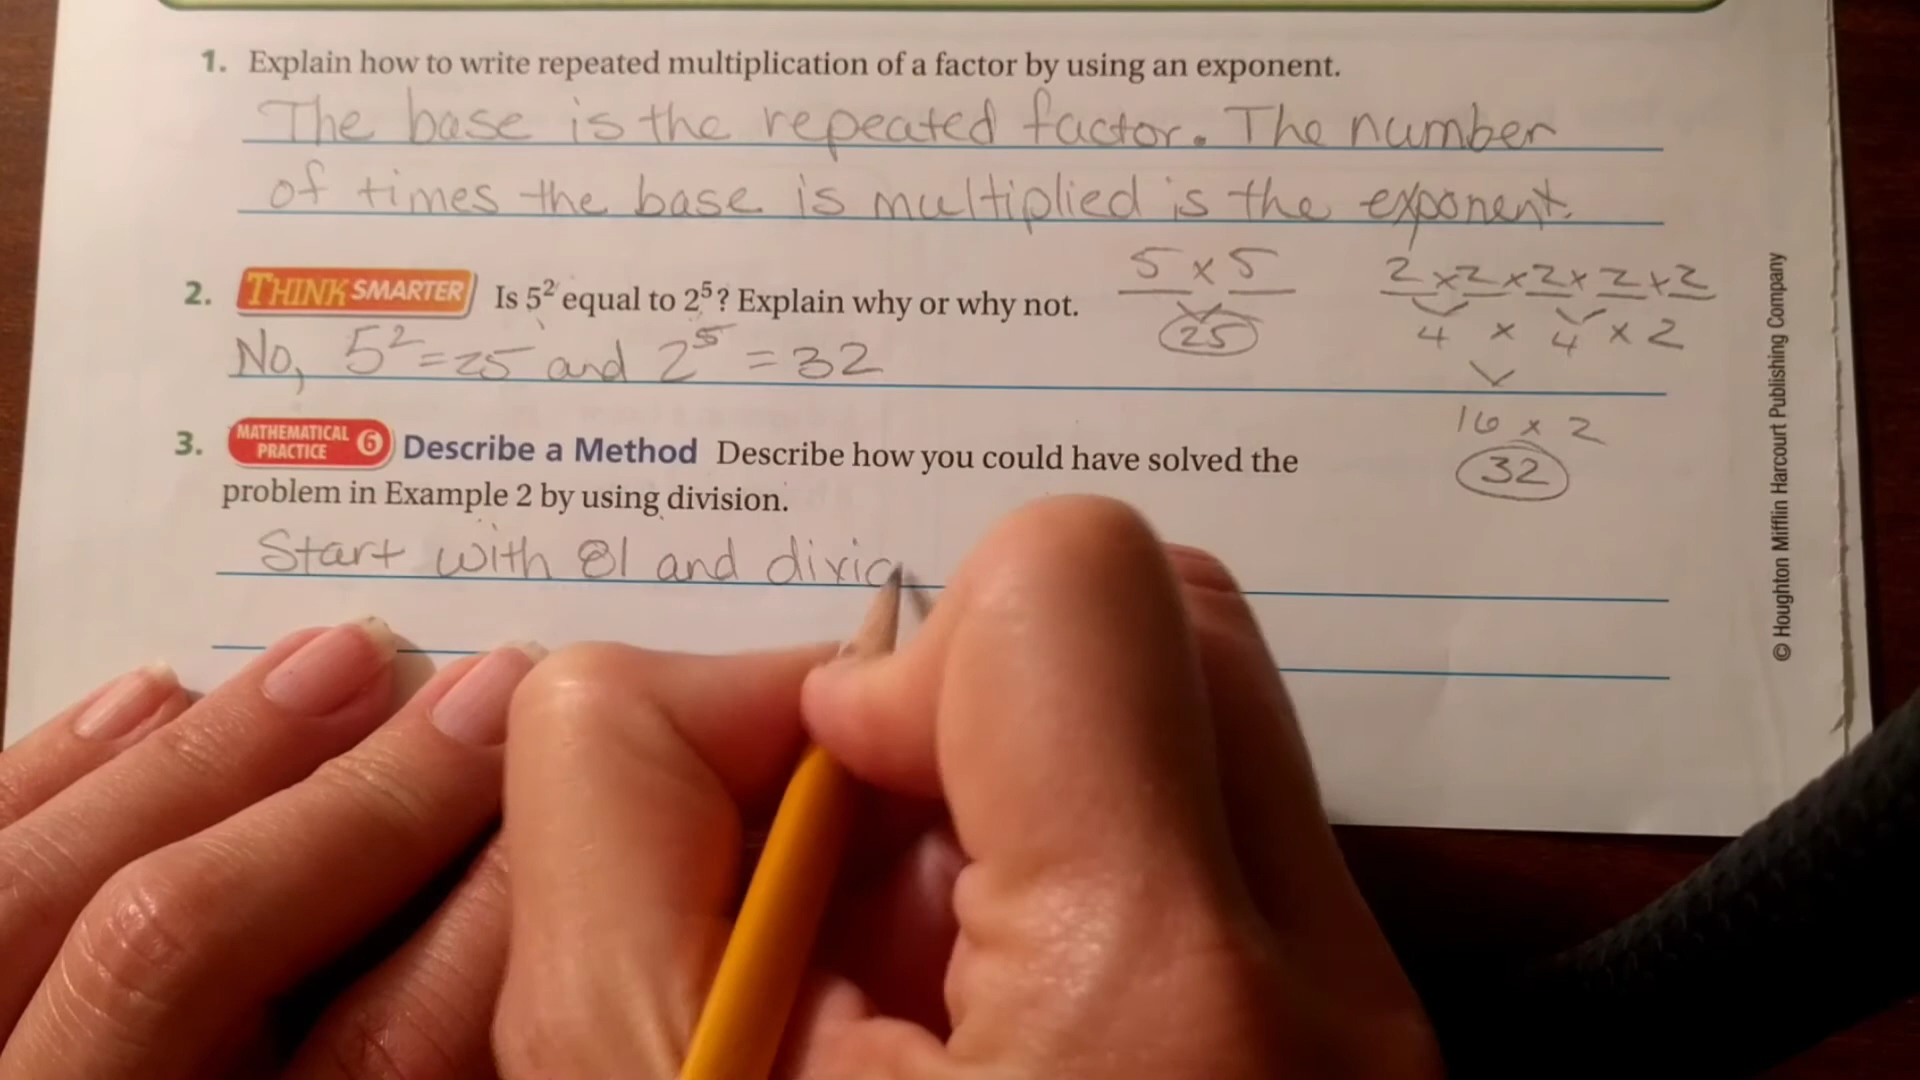 1. Explain how to write repeated multiplication of a factor by using an exponent.
The base is the repeated factor. The number
of times the base is multiplied is the exponent.
5 x 5
25
2 x 2 x 2 x 2 x 2
4 x 4 x 2
16 x 2
32
2. THINK SMARTER Is 5² equal to 2⁵? Explain why or why not.
No, 5² = 25 and 2⁵ = 32
3. MATHEMATICAL PRACTICE 6 Describe a Method Describe how you could have solved the
problem in Example 2 by using division.
Start with 81 and divic
© Houghton Mifflin Harcourt Publishing Company